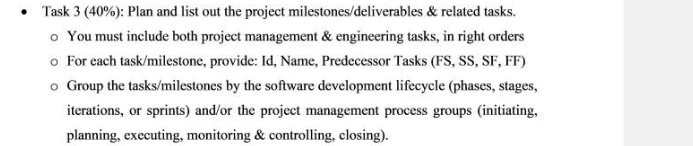 • Task 3 (40%): Plan and list out the project milestones/deliverables & related tasks.
o You must include both project management & engineering tasks, in right orders
o For each task/milestone, provide: Id, Name, Predecessor Tasks (FS, SS, SF, FF)
o Group the tasks/milestones by the software development lifecycle (phases, stages,
iterations, or sprints) and/or the project management process groups (initiating,
planning, executing, monitoring & controlling, closing).